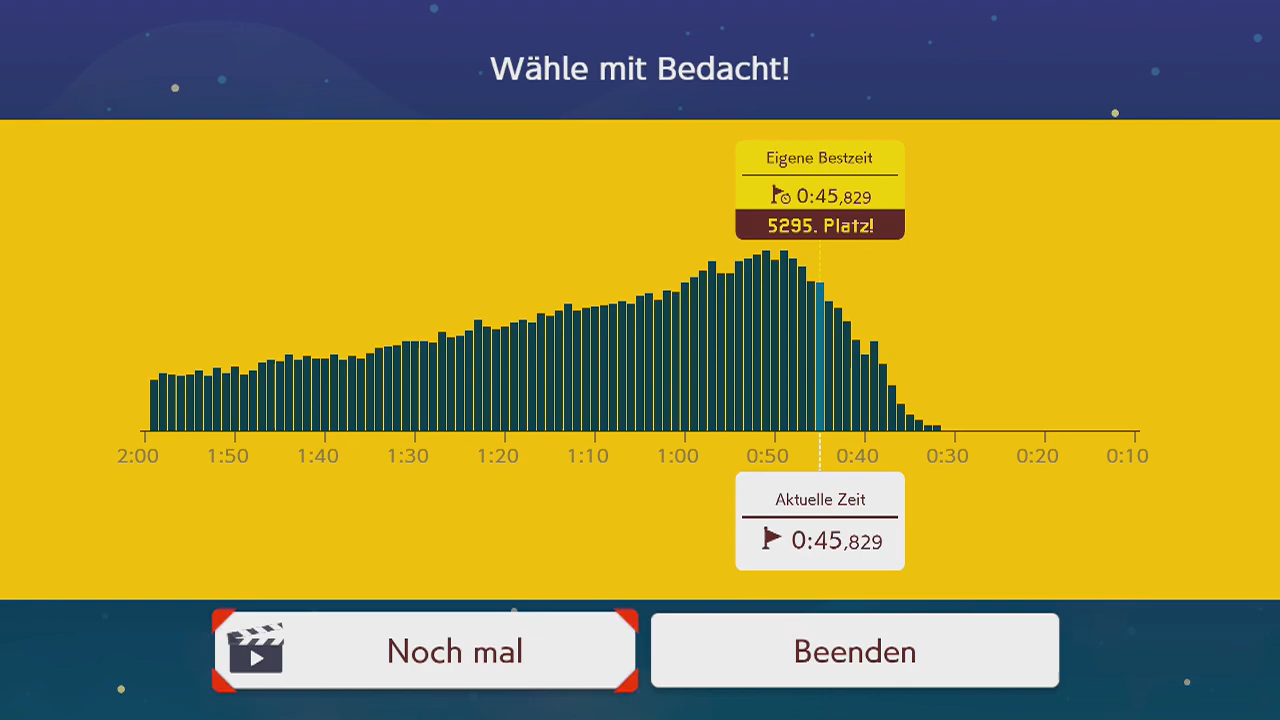 Wähle mit Bedacht!
Eigene Bestzeit
0:45,829
5295. Platz!
2:00 1:50 1:40 1:30 1:20 1:10 1:00 0:50 0:40 0:30 0:20 0:10
Aktuelle Zeit
0:45,829
Noch mal
Beenden